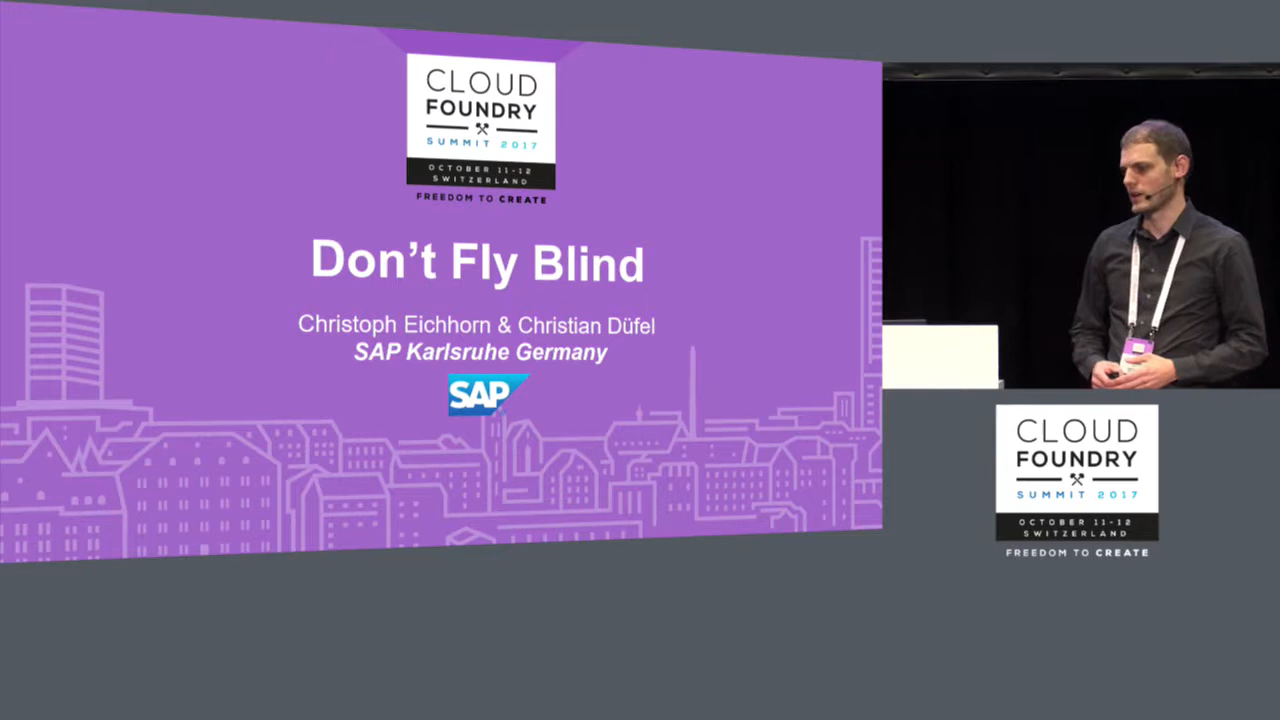 CLOUD
FOUNDRY
SUMMIT 2017
OCTOBER 11-12
SWITZERLAND
FREEDOM TO CREATE
Don't Fly Blind
Christoph Eichhorn & Christian Düfel
SAP Karlsruhe Germany
SAP
CLOUD
FOUNDRY
SUMMIT 2017
OCTOBER 11-12
SWITZERLAND
FREEDOM TO CREATE